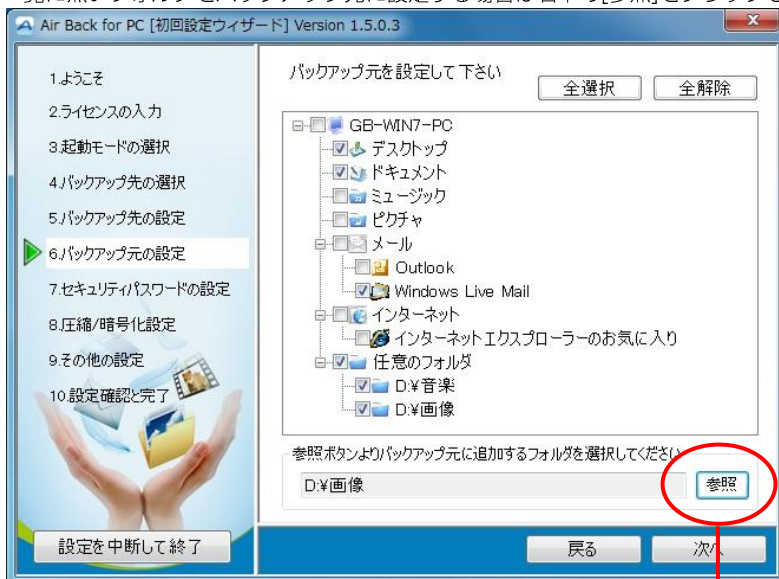 Air Back for PC [初回設定ウィザード] Version 1.5.0.3
1.ようこそ
2.ライセンスの入力
3.起動モードの選択
4.バックアップ先の選択
5.バックアップ先の設定
6.バックアップ元の設定
7.セキュリティパスワードの設定
8.圧縮/暗号化設定
9.その他の設定
10.設定確認と完了
設定を中断して終了
バックアップ元を設定して下さい
全選択
全解除
GB-WIN7-PC
デスクトップ
ドキュメント
ミュージック
ピクチャ
メール
Outlook
Windows Live Mail
インターネット
インターネットエクスプローラーのお気に入り
任意のフォルダ
D:¥音楽
D:¥画像
参照ボタンよりバックアップ元に追加するフォルダを選択してください
D:¥画像
参照
戻る
次へ